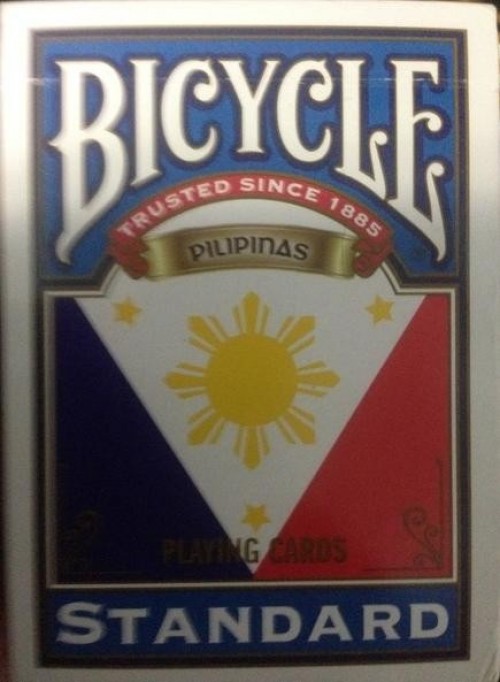 BICYCLE
TRUSTED SINCE 1885
PILIPINAS
PLAYING CARDS
STANDARD